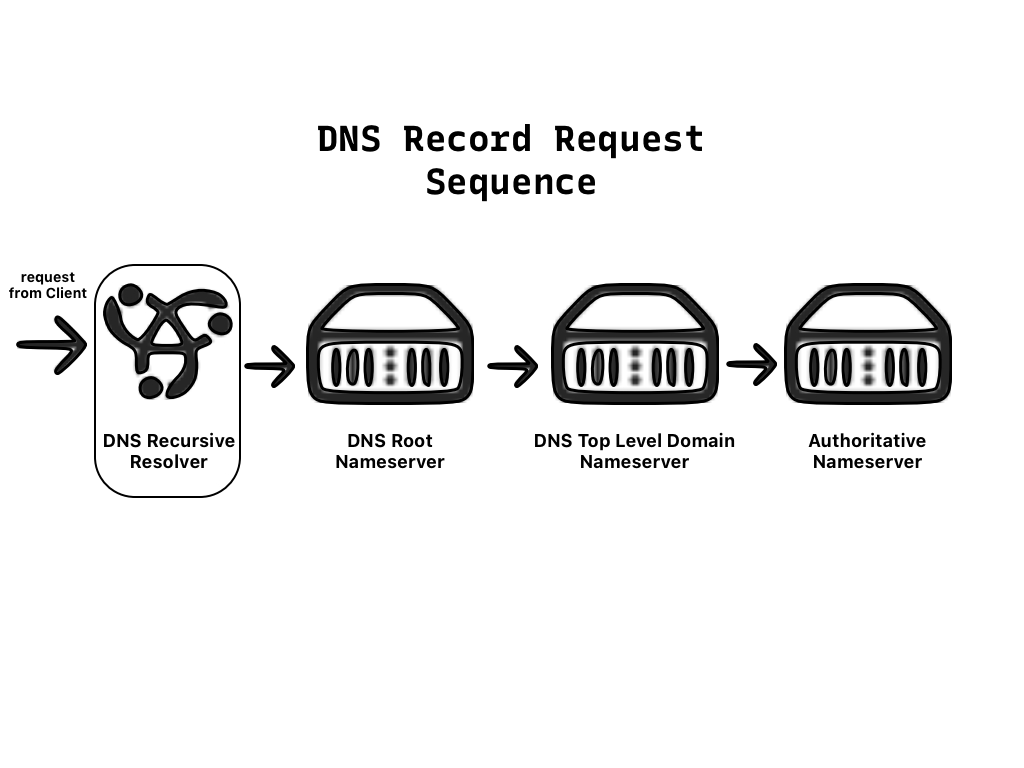 DNS Record Request
Sequence
request
from Client
DNS Recursive
Resolver
DNS Root
Nameserver
DNS Top Level Domain
Nameserver
Authoritative
Nameserver